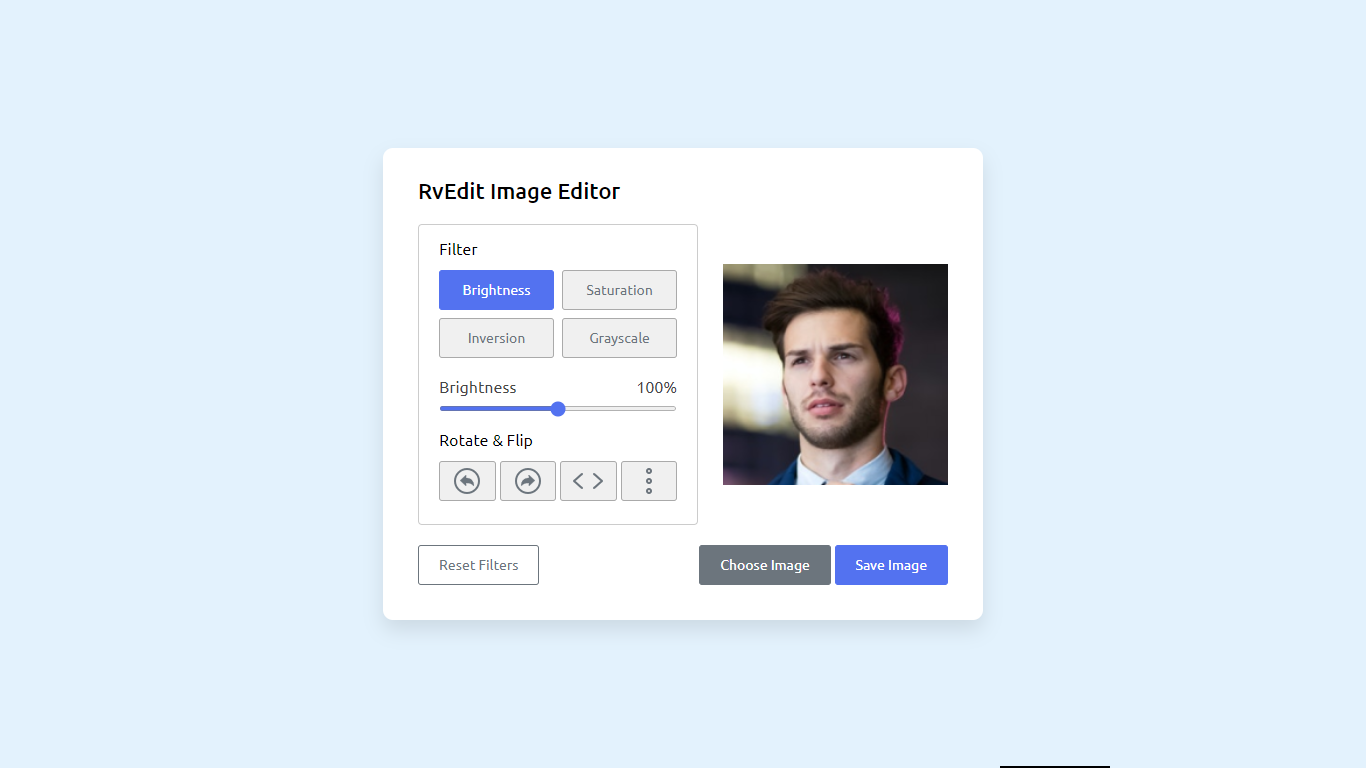 RvEdit Image Editor
Filter
Brightness
Saturation
Inversion
Grayscale
Brightness 100%
Rotate & Flip
Reset Filters
Choose Image
Save Image